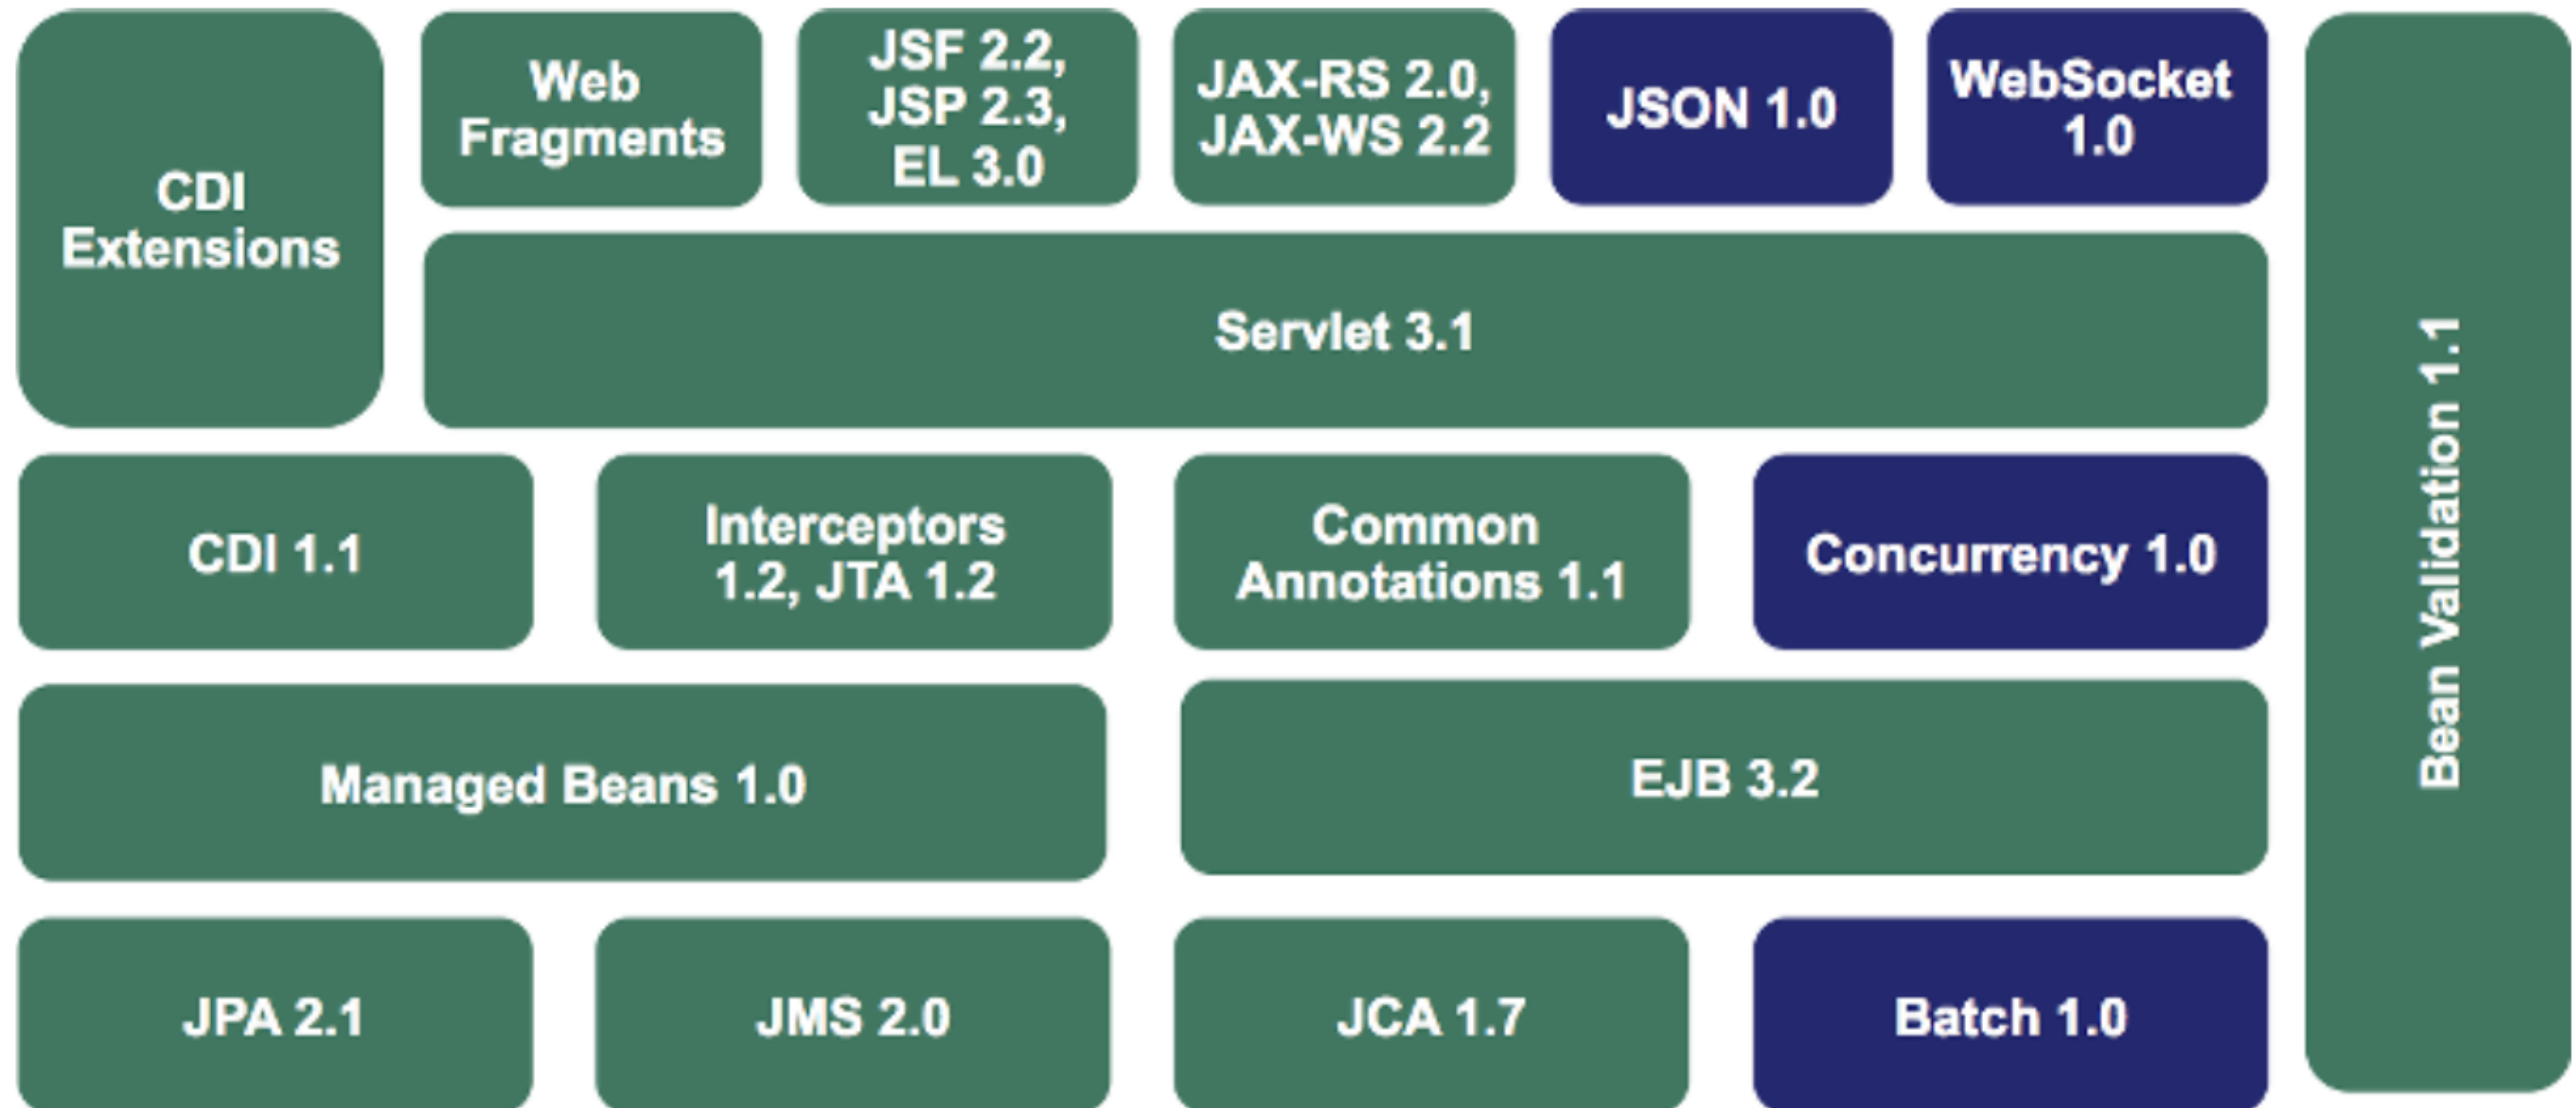 CDI
Extensions
Web
Fragments
JSF 2.2,
JSP 2.3,
EL 3.0
JAX-RS 2.0,
JAX-WS 2.2
JSON 1.0
WebSocket
1.0
Servlet 3.1
CDI 1.1
Interceptors
1.2, JTA 1.2
Common
Annotations 1.1
Concurrency 1.0
Managed Beans 1.0
EJB 3.2
JPA 2.1
JMS 2.0
JCA 1.7
Batch 1.0
Bean Validation 1.1